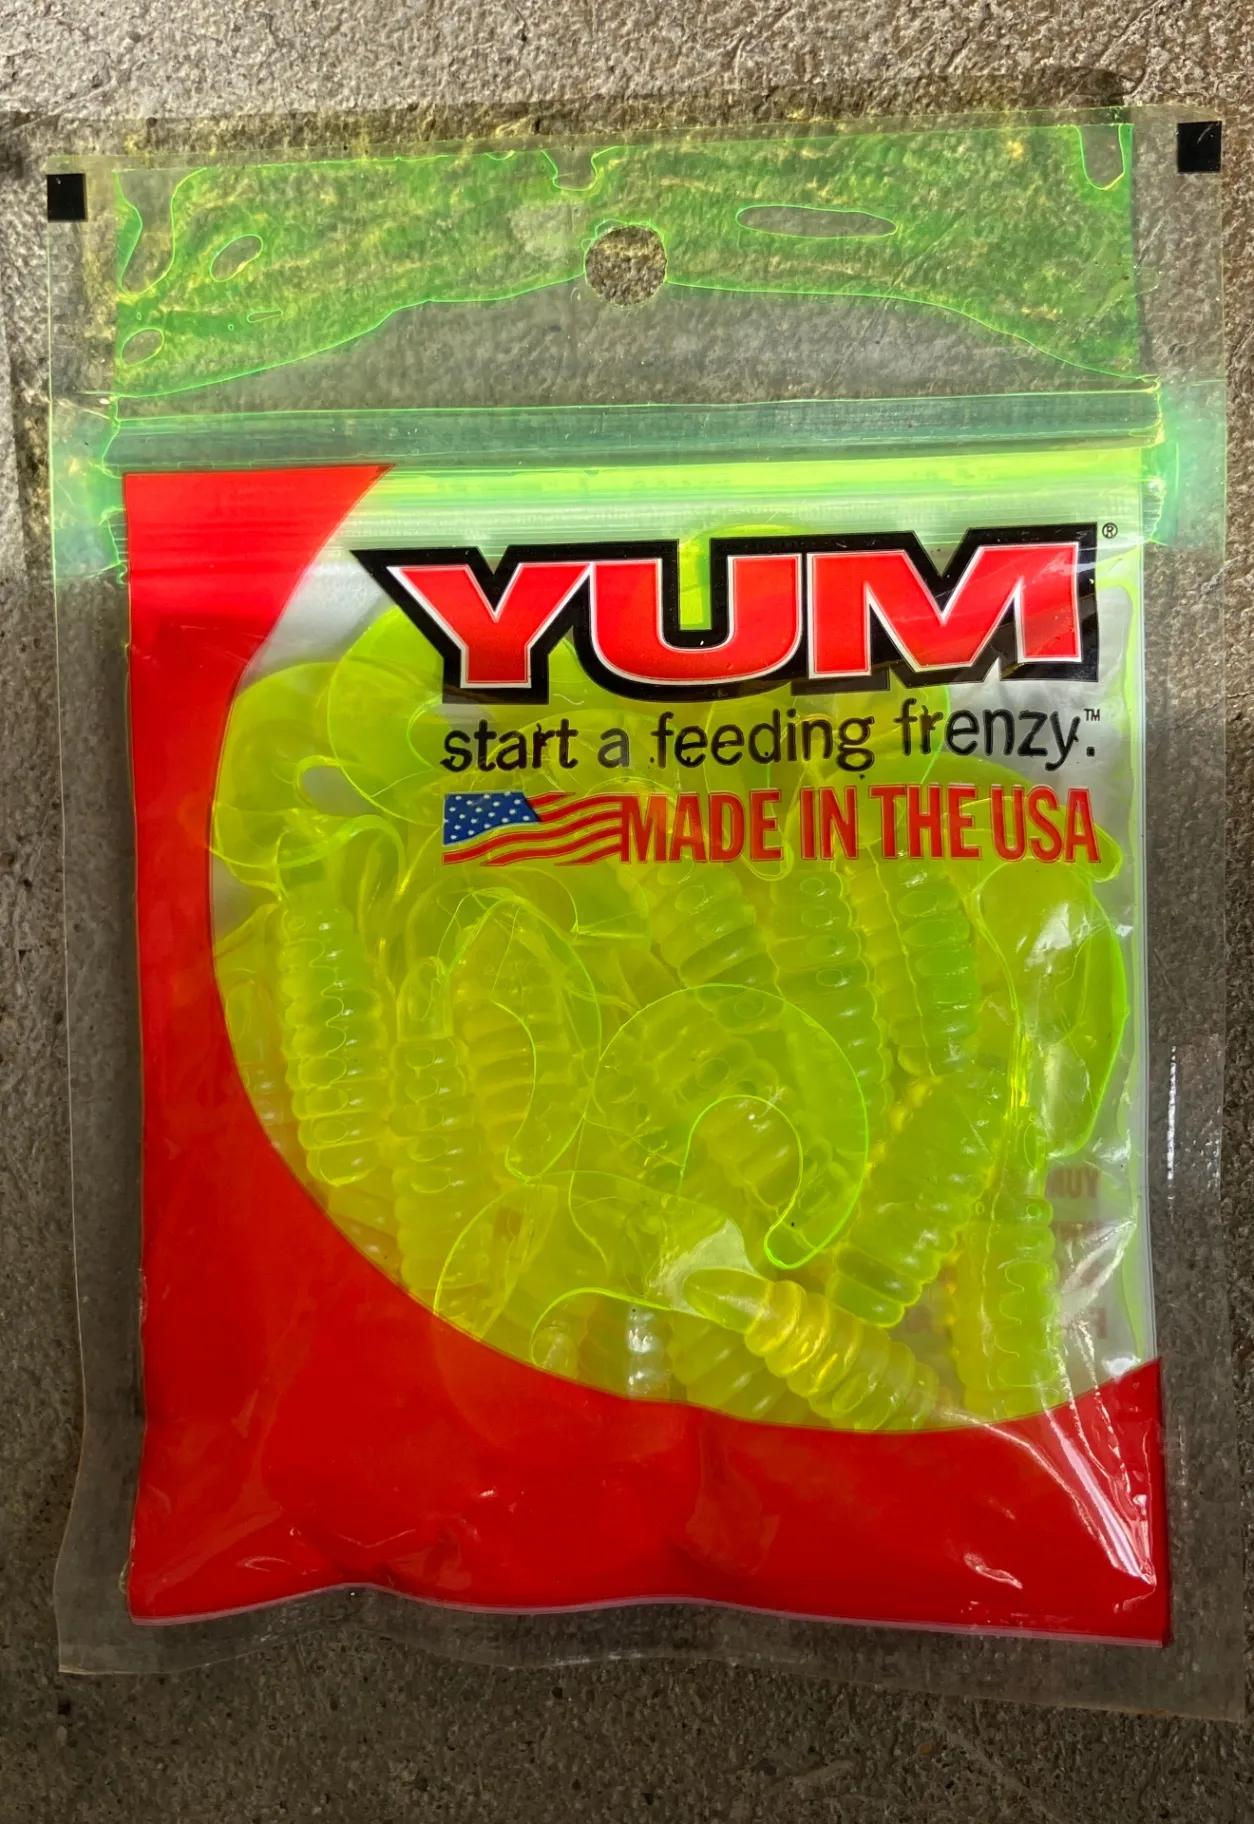 YUM®
start a feeding frenzy.™
MADE IN THE USA